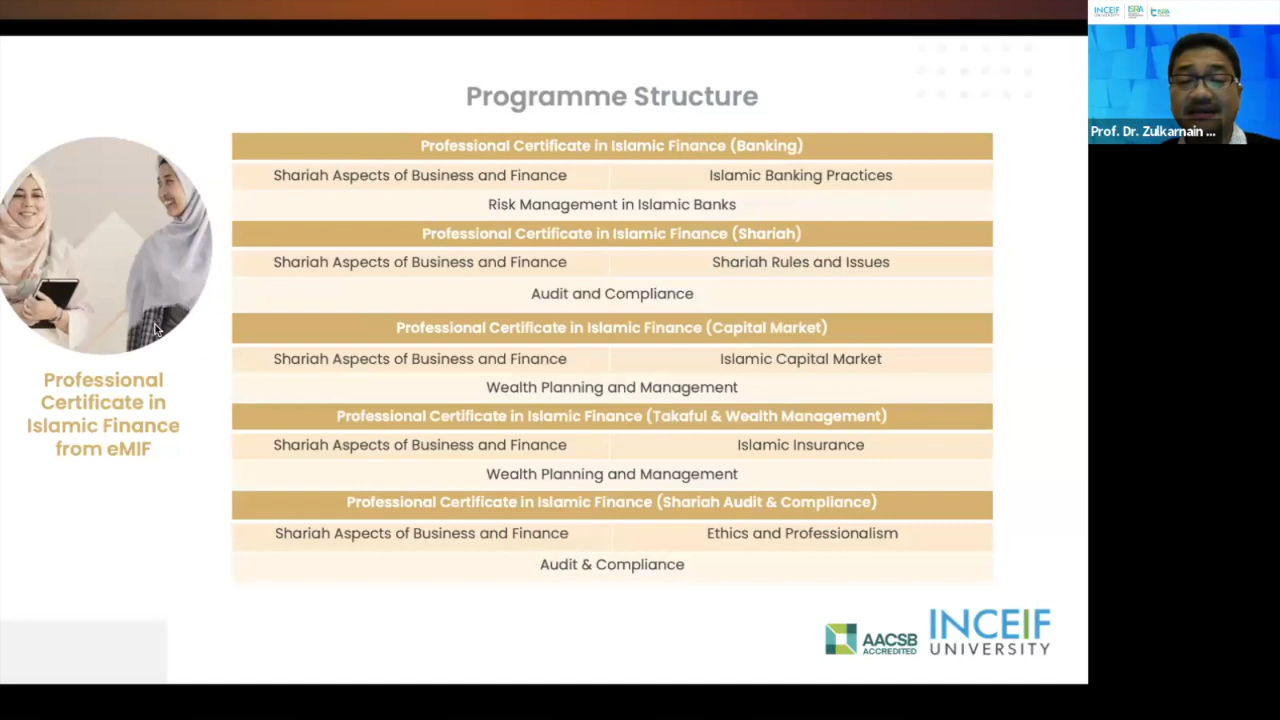 Programme Structure
Professional Certificate in Islamic Finance (Banking)
Shariah Aspects of Business and Finance
Islamic Banking Practices
Risk Management in Islamic Banks
Professional Certificate in Islamic Finance (Shariah)
Shariah Aspects of Business and Finance
Shariah Rules and Issues
Audit and Compliance
Professional Certificate in Islamic Finance (Capital Market)
Shariah Aspects of Business and Finance
Islamic Capital Market
Wealth Planning and Management
Professional Certificate in Islamic Finance (Takaful & Wealth Management)
Shariah Aspects of Business and Finance
Islamic Insurance
Wealth Planning and Management
Professional Certificate in Islamic Finance (Shariah Audit & Compliance)
Shariah Aspects of Business and Finance
Ethics and Professionalism
Audit & Compliance
Professional
Certificate in
Islamic Finance
from eMIF
AACSB
ACCREDITED
INCEIF
UNIVERSITY
INCEIF
UNIVERSITY
ISRA
Prof. Dr. Zulkarnain ...